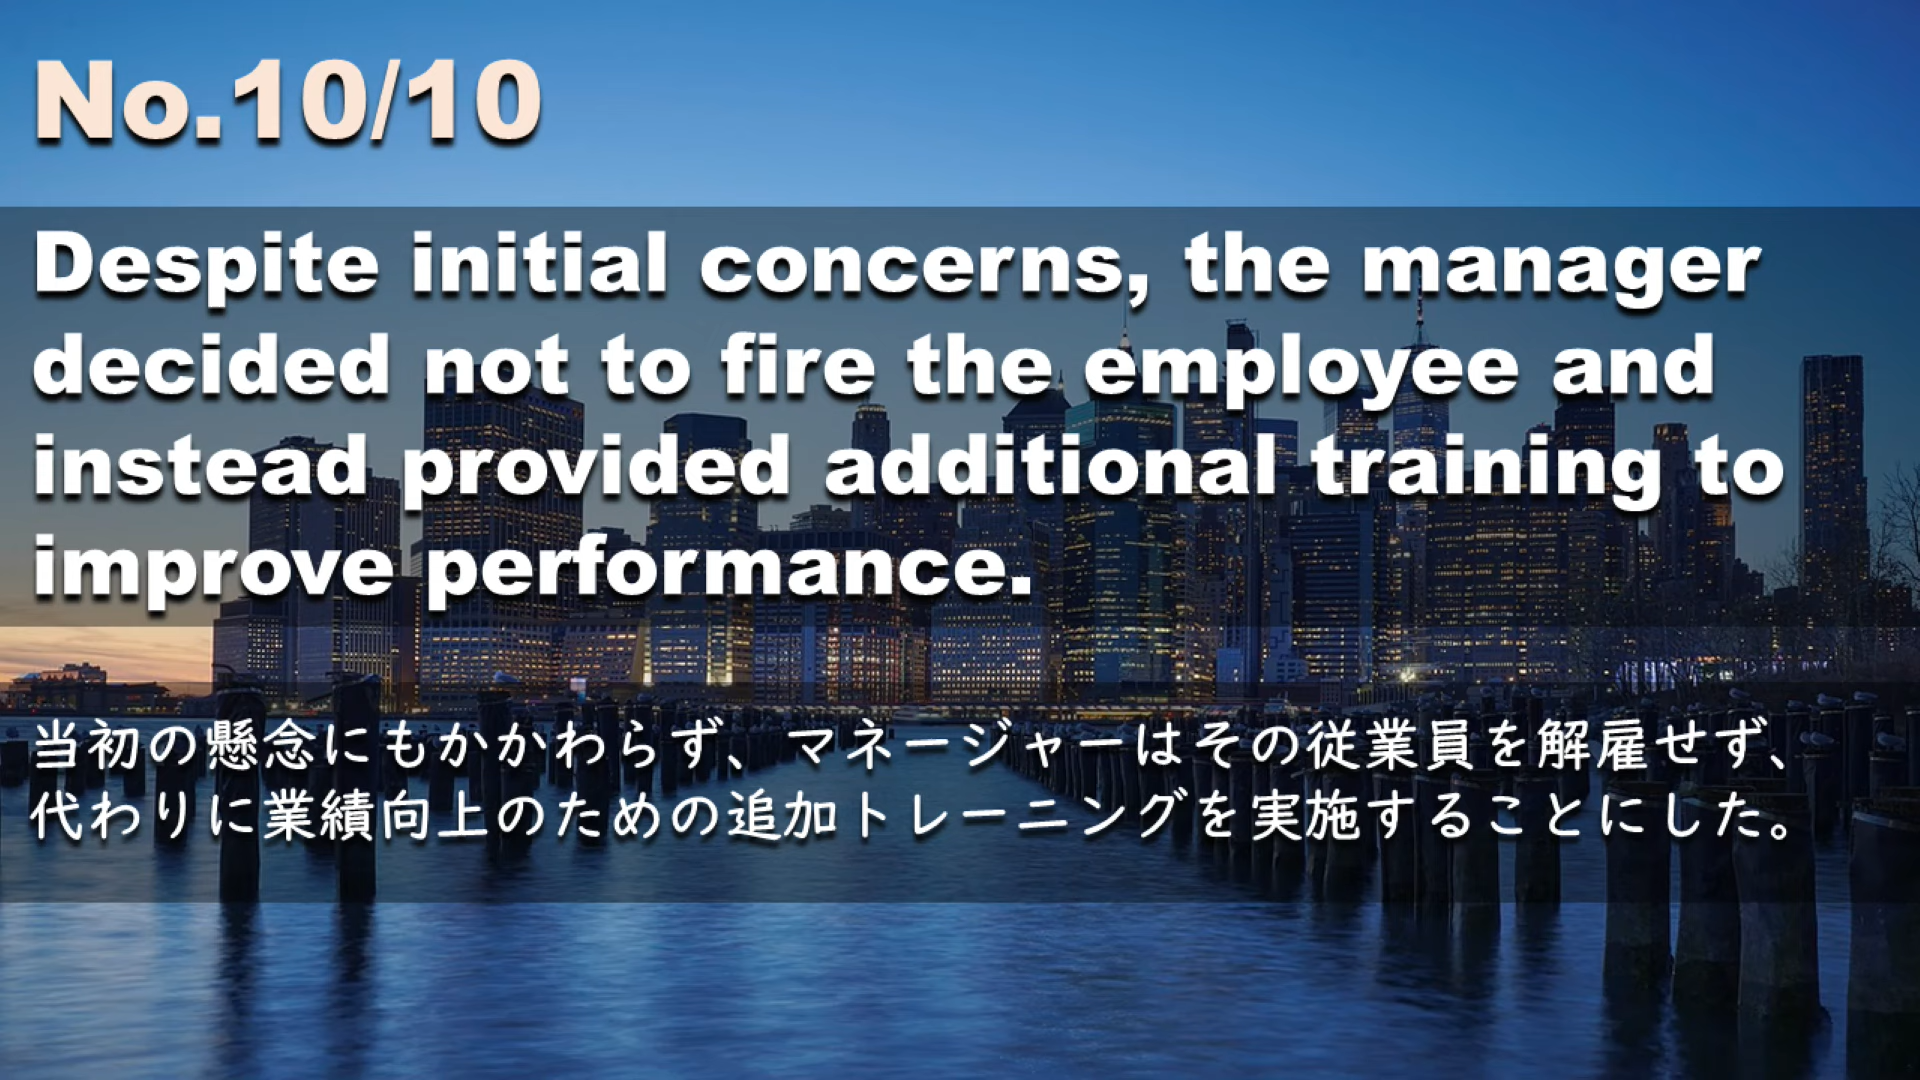 No.10/10
Despite initial concerns, the manager
decided not to fire the employee and
instead provided additional training to
improve performance.
当初の懸念にもかかわらず、マネージャーはその従業員を解雇せず、
代わりに業績向上のための追加トレーニングを実施することにした。